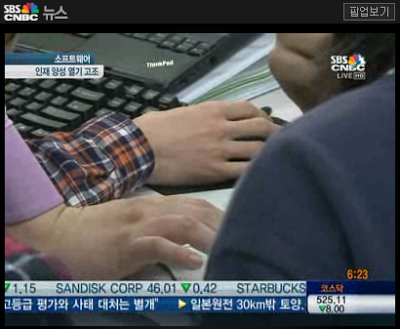 SBS CNBC 뉴스
팝업보기
소프트웨어
인재 양성 열기 고조
ThinkPad
SBS CNBC
LIVE HD
6:23
▼1,15 SANDISK CORP 46,01 ▼0,42 STARBUCKS
코스닥
525,11
▼8.00
고등급 평가와 사태 대처는 별개" ▶일본원전 30km밖 토양.